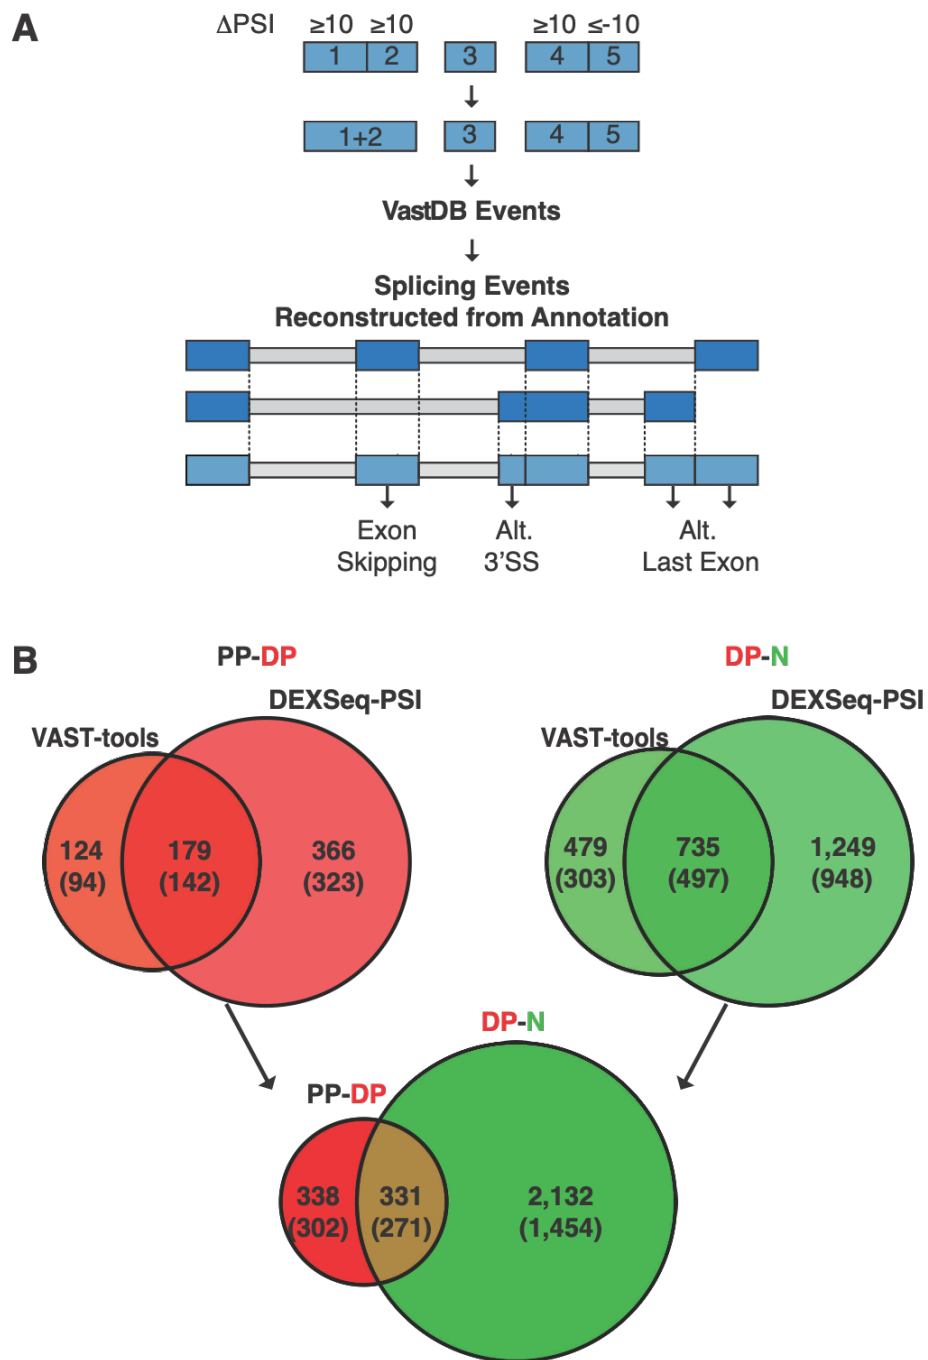 A
ΔPSI ≥10 ≥10 ≥10 ≤-10
1 2 3 4 5
1+2 3 4 5
VastDB Events
Splicing Events
Reconstructed from Annotation
Exon Alt. Alt.
Skipping 3'SS Last Exon
B
PP-DP DP-N
DEXSeq-PSI DEXSeq-PSI
VAST-tools VAST-tools
124 179 366 479 735 1,249
(94) (142) (323) (303) (497) (948)
DP-N
PP-DP
338 331 2,132
(302) (271) (1,454)